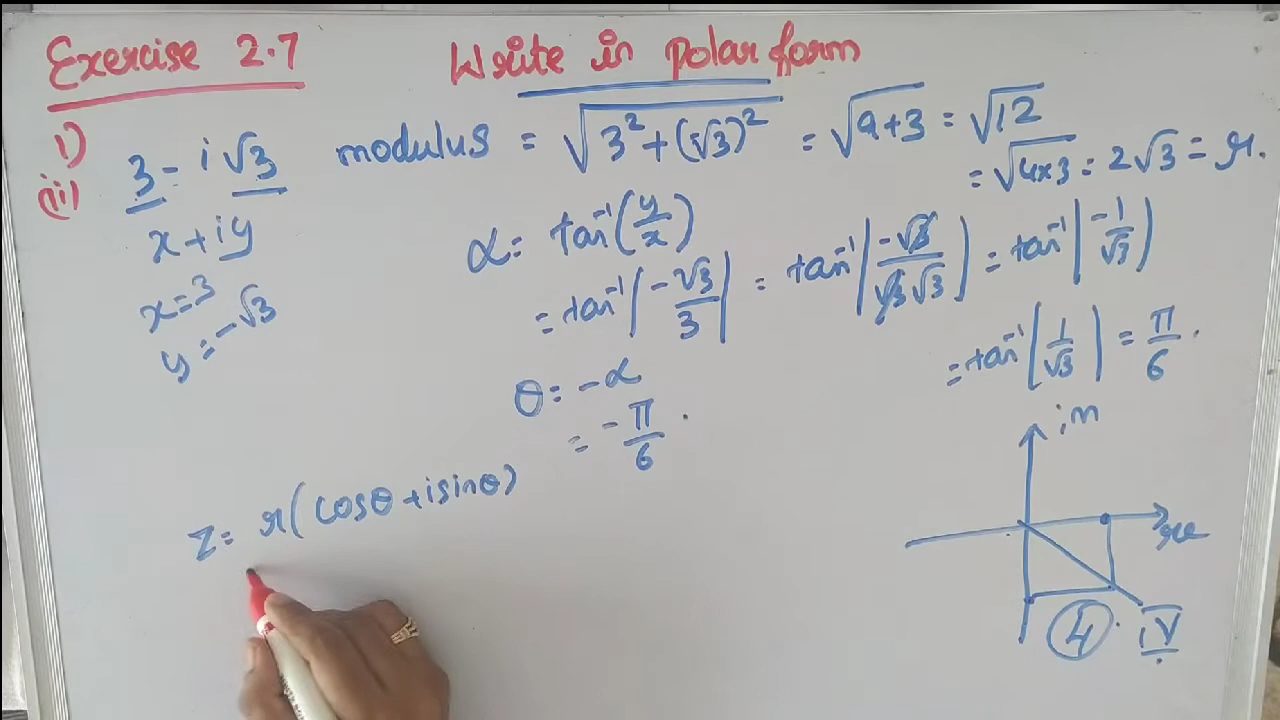 Exercise 2.7 Write in polar form
1)
(ii) 3 - i√3 modulus = √(3² + (√3)²) = √(9+3) = √12
= √(4×3) = 2√3 = r.
x + iy
x = 3
y = -√3
α = tan⁻¹(y/x)
= tan⁻¹|-√3/3| = tan⁻¹|-√3/(√3√3)| = tan⁻¹|-1/√3|
= tan⁻¹|1/√3| = π/6.
θ = -α
= -π/6.
Z = r(cosθ + isinθ)
im
re
4
IV